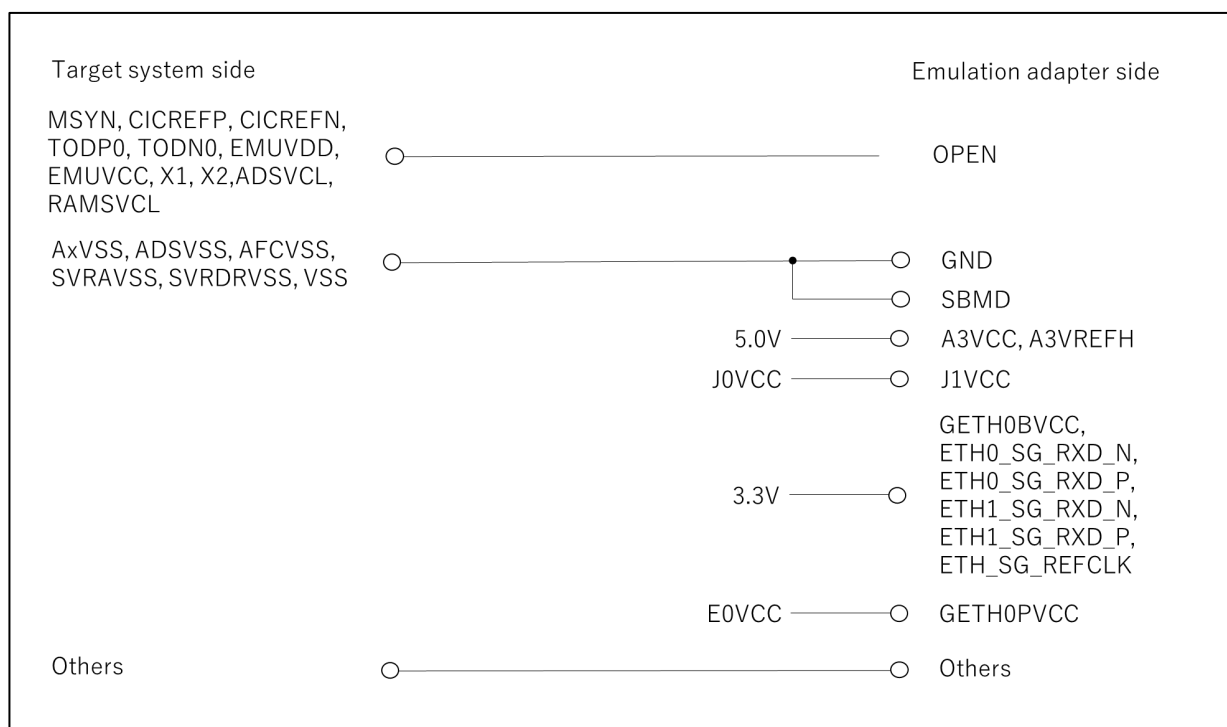 Target system side
Emulation adapter side
MSYN, CICREFP, CICREFN,
TODP0, TODN0, EMUVDD,
EMUVCC, X1, X2,ADSVCL,
RAMSVCL
OPEN
AxVSS, ADSVSS, AFCVSS,
SVRAVSS, SVRDRVSS, VSS
GND
SBMD
5.0V
A3VCC, A3VREFH
J0VCC
J1VCC
3.3V
GETH0BVCC,
ETH0_SG_RXD_N,
ETH0_SG_RXD_P,
ETH1_SG_RXD_N,
ETH1_SG_RXD_P,
ETH_SG_REFCLK
E0VCC
GETH0PVCC
Others
Others